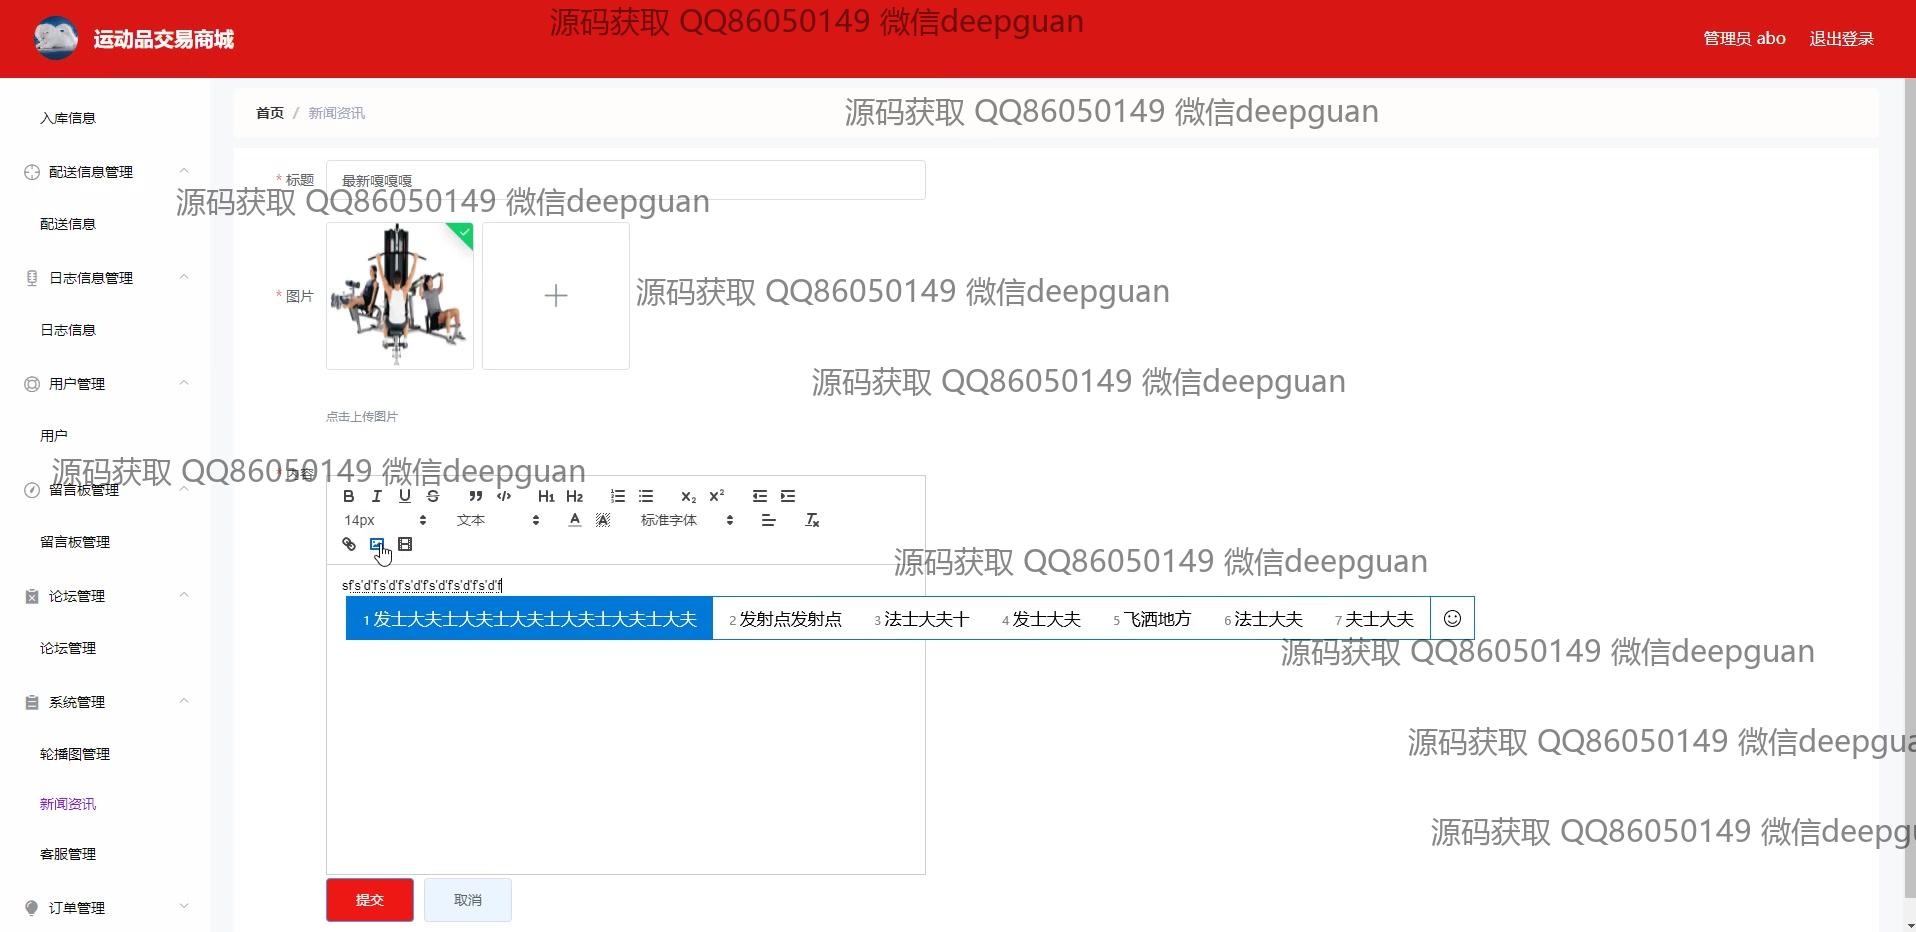 源码获取 QQ86050149 微信deepguan
运动品交易商城
管理员 abo 退出登录
入库信息
首页 / 新闻资讯
源码获取 QQ86050149 微信deepguan
配送信息管理
* 标题 最新嘎嘎嘎
源码获取 QQ86050149 微信deepguan
配送信息
日志信息管理
* 图片
源码获取 QQ86050149 微信deepguan
日志信息
用户管理
源码获取 QQ86050149 微信deepguan
点击上传图片
用户
* 内容
源码获取 QQ86050149 微信deepguan
留言板管理
B I U S ” </> H1 H2 X2 X2
14px 文本 A A 标准字体 Tx
留言板管理
源码获取 QQ86050149 微信deepguan
sf's'd'f's'd'f's'd'f's'd'f's'd'f's'd'f
论坛管理
1 发士大夫士大夫士大夫士大夫士大夫士大夫 2 发射点发射点 3 法士大夫十 4 发士大夫 5 飞洒地方 6 法士大夫 7 夫士大夫
论坛管理
源码获取 QQ86050149 微信deepguan
系统管理
轮播图管理
源码获取 QQ86050149 微信deepgua
新闻资讯
源码获取 QQ86050149 微信deepgu
客服管理
订单管理
提交 取消